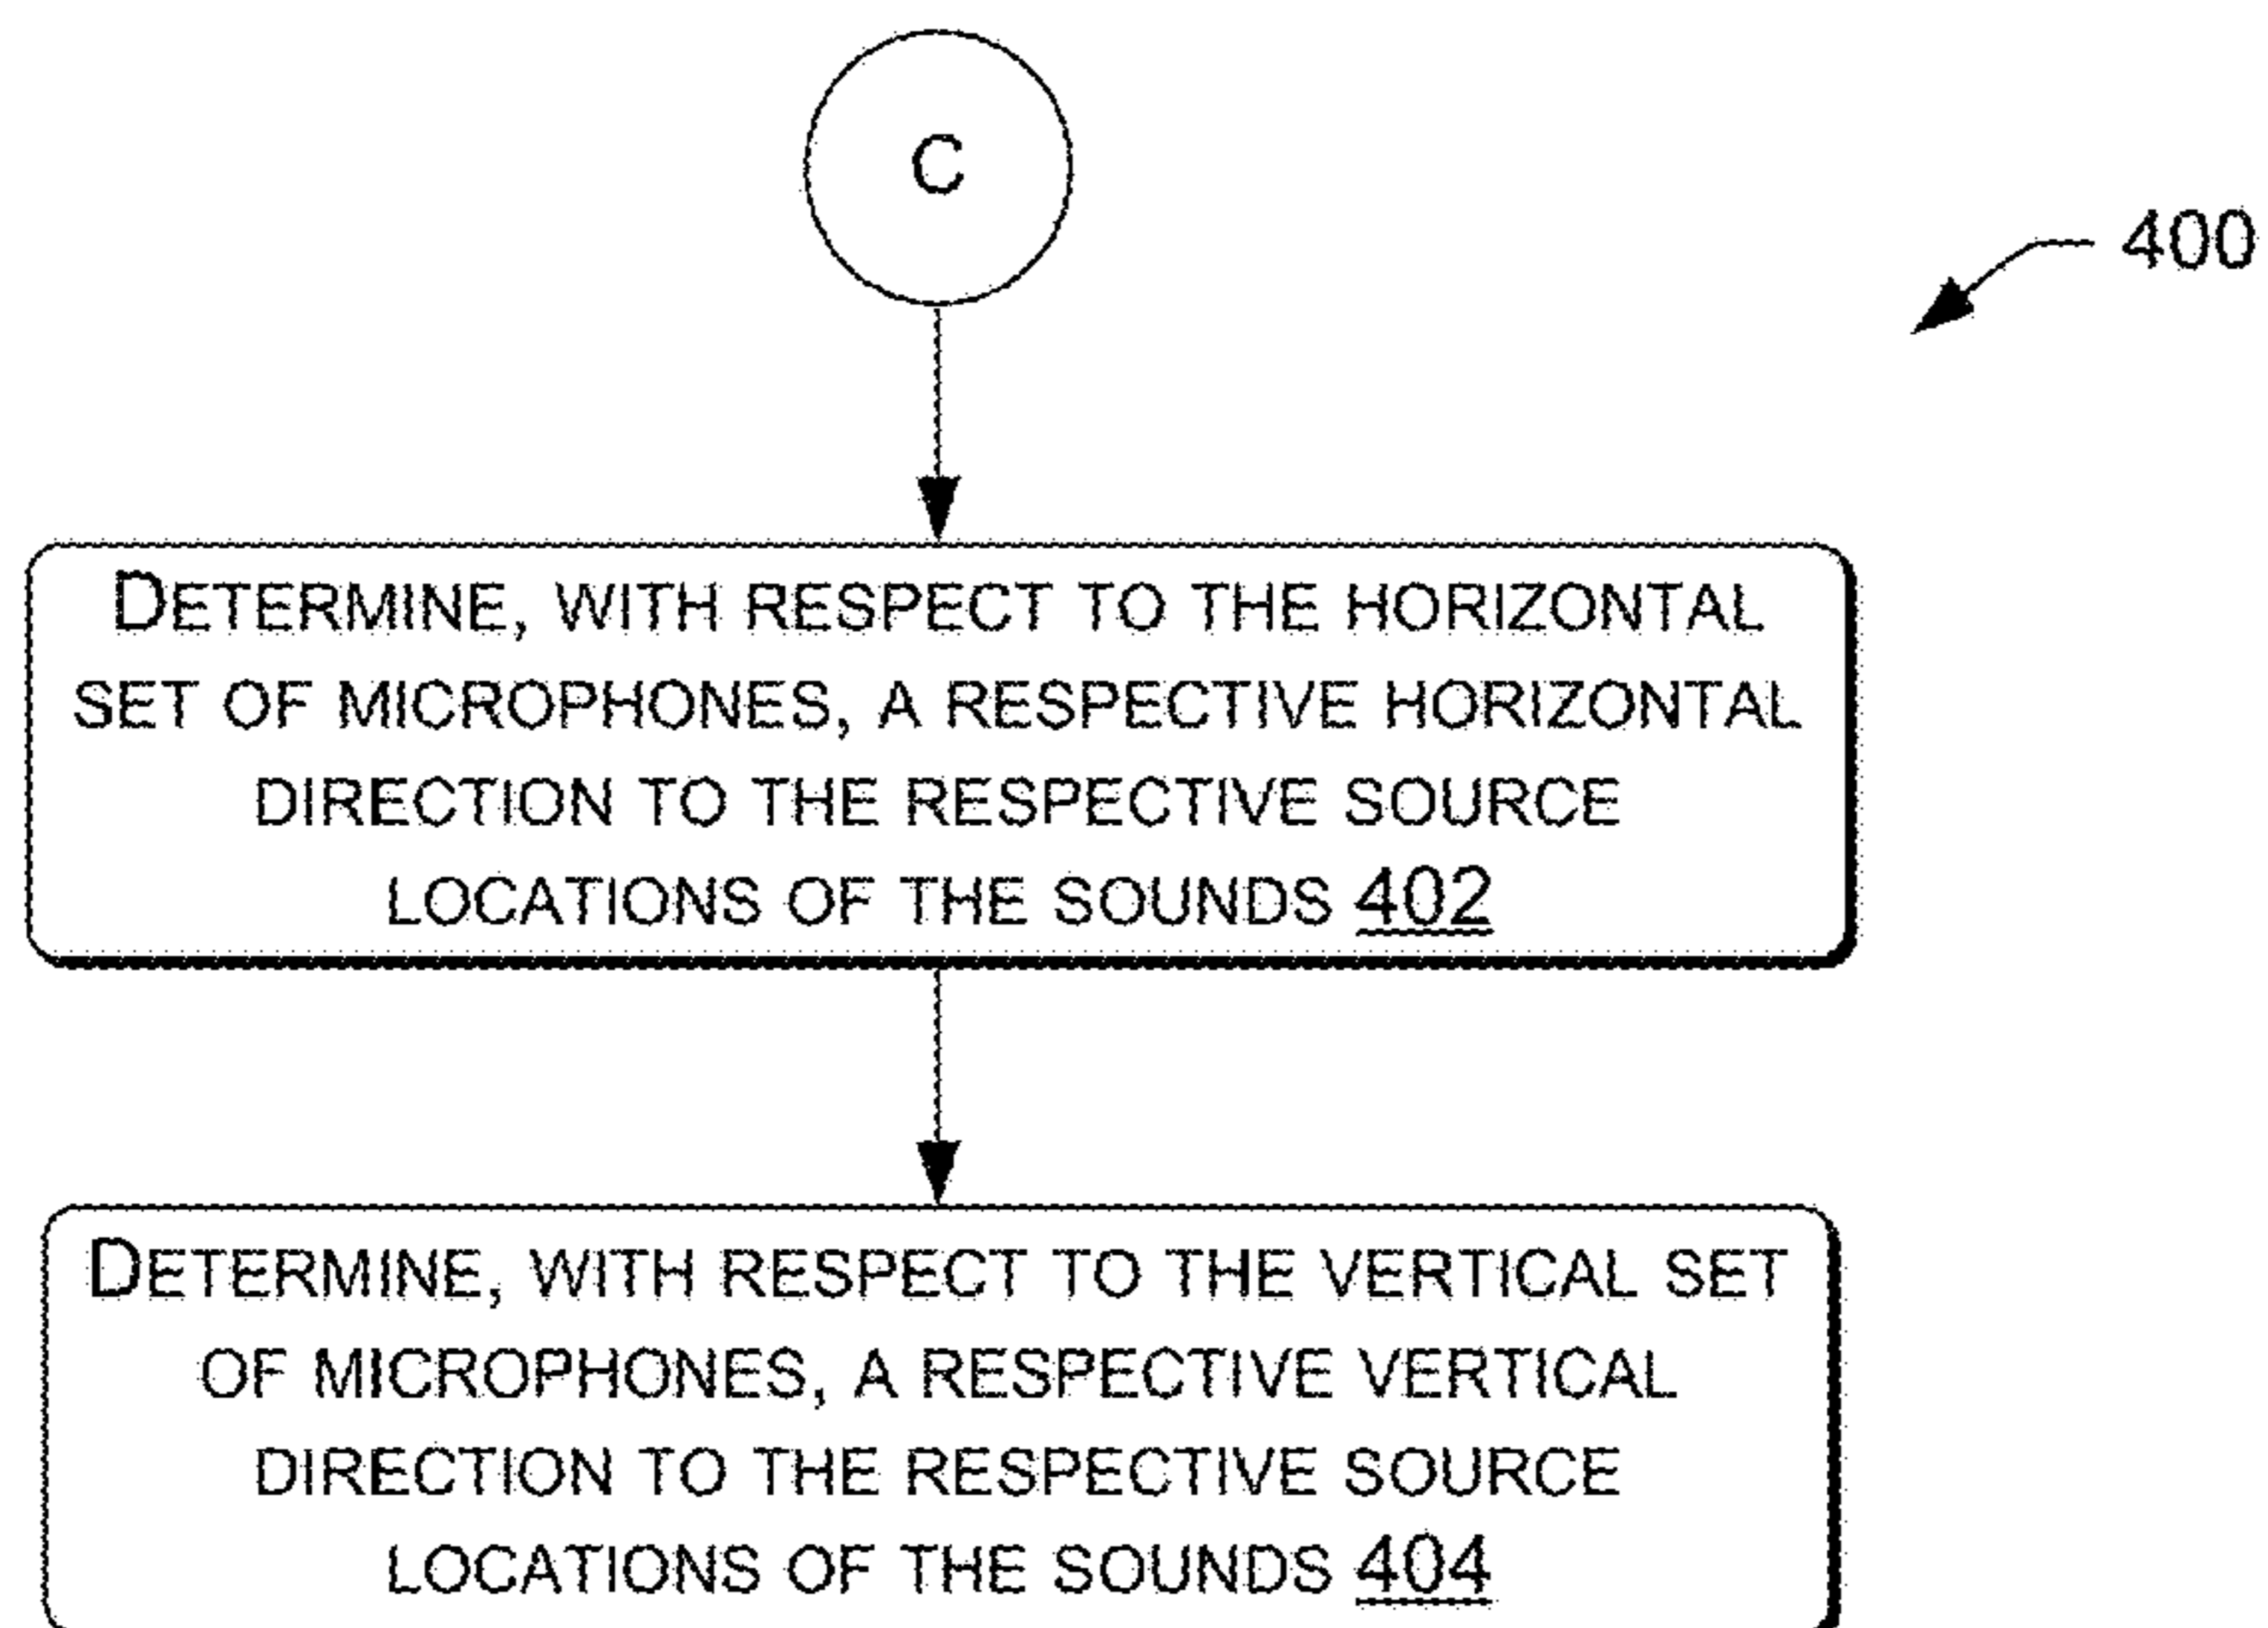 C
400
DETERMINE, WITH RESPECT TO THE HORIZONTAL
SET OF MICROPHONES, A RESPECTIVE HORIZONTAL
DIRECTION TO THE RESPECTIVE SOURCE
LOCATIONS OF THE SOUNDS 402
DETERMINE, WITH RESPECT TO THE VERTICAL SET
OF MICROPHONES, A RESPECTIVE VERTICAL
DIRECTION TO THE RESPECTIVE SOURCE
LOCATIONS OF THE SOUNDS 404